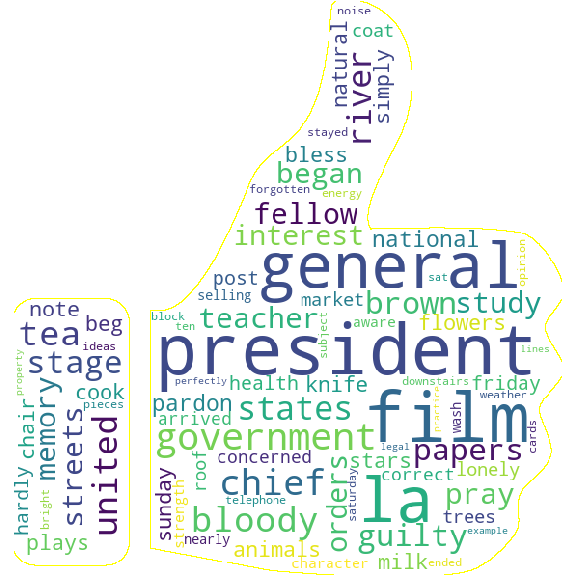 noise
coat
natural
river
simply
stayed
bless
began
forgotten
energy
fellow
interest
national
general
opinion
post
sat
selling
market
brown
study
block
ten
teacher
subject
aware
flowers
president
lines
perfectly
health
knife
downstairs
friday
weather
pardon
states
film
practice
wash
cards
arrived
government
legal
papers
concerned
stars
correct
lonely
roof
chief
orders
saturday
la
pray
sunday
strength
telephone
bloody
guilty
trees
example
nearly
animals
milk
ended
character
note
tea
beg
ideas
property
stage
cook
pieces
memory
streets
united
chair
hardly
bright
plays